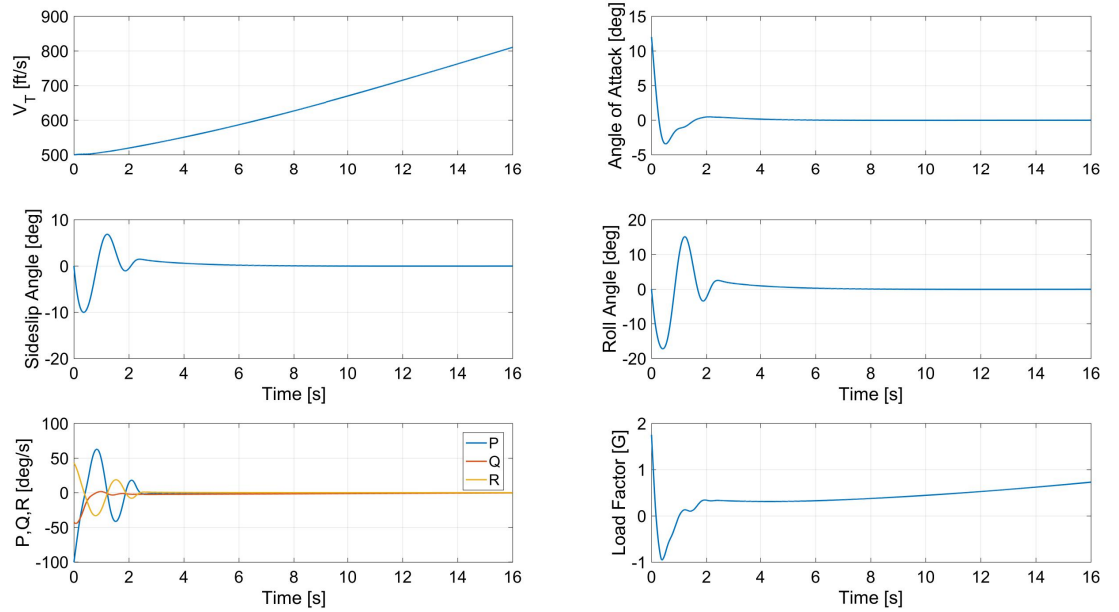 900
800
700
600
500
V_T [ft/s]
0 2 4 6 8 10 12 14 16
15
10
5
0
-5
Angle of Attack [deg]
0 2 4 6 8 10 12 14 16
10
0
-10
-20
Sideslip Angle [deg]
0 2 4 6 8 10 12 14 16
Time [s]
20
10
0
-10
-20
Roll Angle [deg]
0 2 4 6 8 10 12 14 16
Time [s]
100
50
0
-50
-100
P,Q,R [deg/s]
P
Q
R
0 2 4 6 8 10 12 14 16
Time [s]
2
1
0
-1
Load Factor [G]
0 2 4 6 8 10 12 14 16
Time [s]